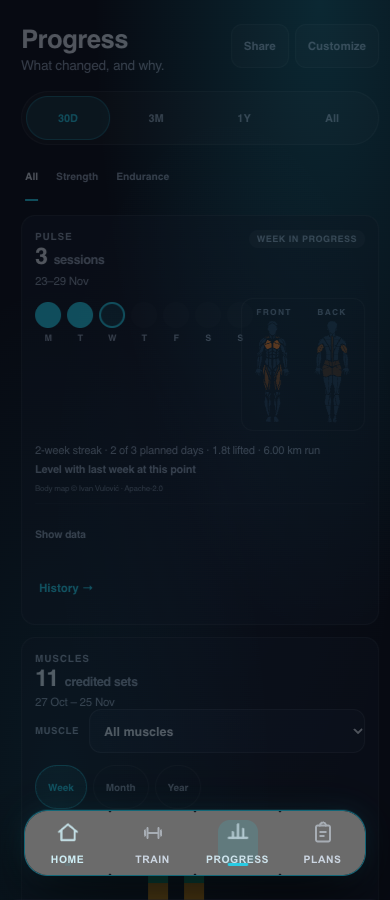 Progress
What changed, and why.
Share
Customize
30D
3M
1Y
All
All
Strength
Endurance
PULSE
3 sessions
WEEK IN PROGRESS
23–29 Nov
M T W T F S S
FRONT
BACK
2-week streak · 2 of 3 planned days · 1.8t lifted · 6.00 km run
Level with last week at this point
Body map © Ivan Vulović · Apache-2.0
Show data
History →
MUSCLES
11 credited sets
27 Oct – 25 Nov
MUSCLE
All muscles
Week
Month
Year
HOME
TRAIN
PROGRESS
PLANS